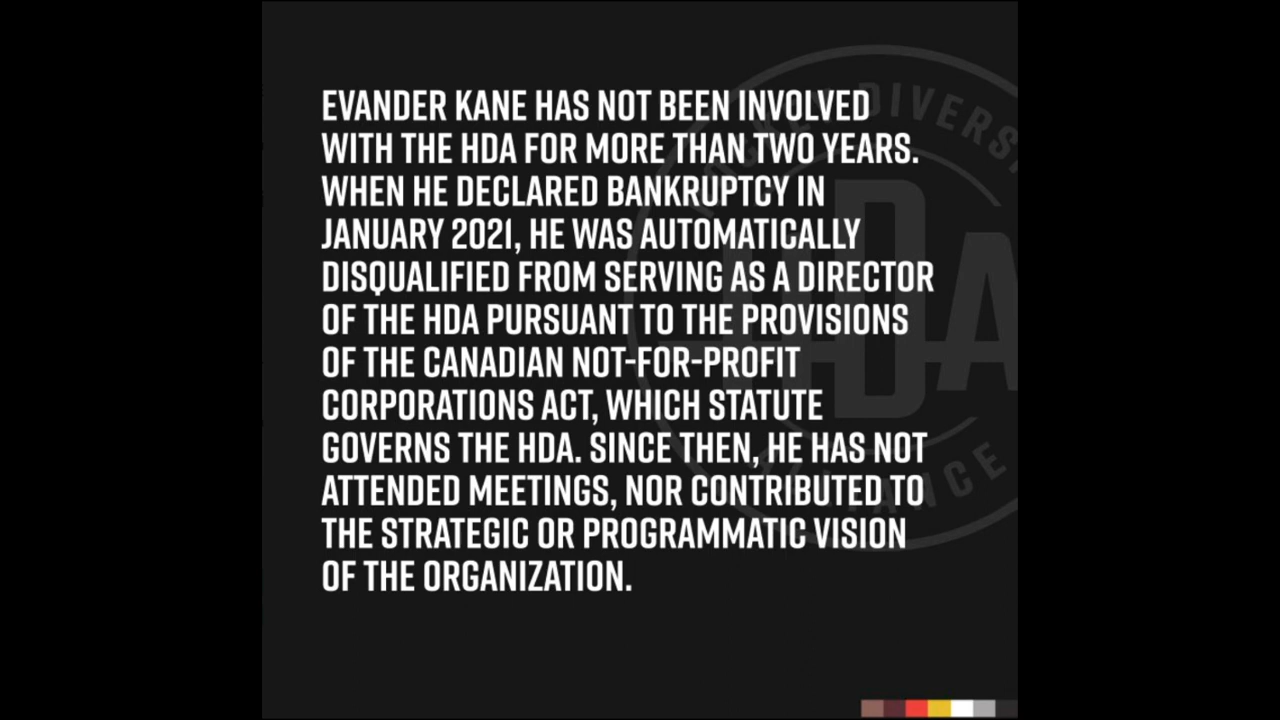 EVANDER KANE HAS NOT BEEN INVOLVED
WITH THE HDA FOR MORE THAN TWO YEARS.
WHEN HE DECLARED BANKRUPTCY IN
JANUARY 2021, HE WAS AUTOMATICALLY
DISQUALIFIED FROM SERVING AS A DIRECTOR
OF THE HDA PURSUANT TO THE PROVISIONS
OF THE CANADIAN NOT-FOR-PROFIT
CORPORATIONS ACT, WHICH STATUTE
GOVERNS THE HDA. SINCE THEN, HE HAS NOT
ATTENDED MEETINGS, NOR CONTRIBUTED TO
THE STRATEGIC OR PROGRAMMATIC VISION
OF THE ORGANIZATION.
HDA
ALLIANCE